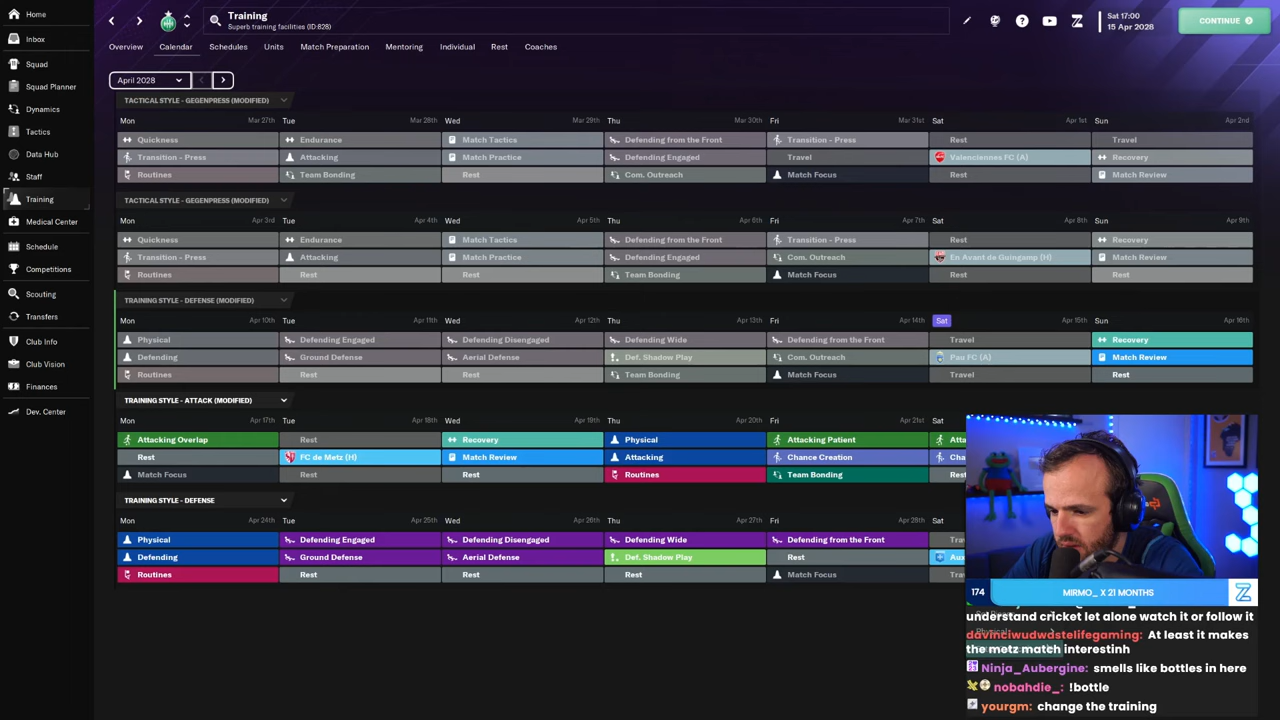 Home
Inbox
Squad
Squad Planner
Dynamics
Tactics
Data Hub
Staff
Training
Medical Center
Schedule
Competitions
Scouting
Transfers
Club Info
Club Vision
Finances
Dev. Center
Training
Superb training facilities (ID:828)
Sat 17:00
15 Apr 2028
CONTINUE
Overview Calendar Schedules Units Match Preparation Mentoring Individual Rest Coaches
April 2028
TACTICAL STYLE - GEGENPRESS (MODIFIED)
Mon Mar 27th Tue Mar 28th Wed Mar 29th Thu Mar 30th Fri Mar 31st Sat Apr 1st Sun Apr 2nd
Quickness Endurance Match Tactics Defending from the Front Transition - Press Rest Travel
Transition - Press Attacking Match Practice Defending Engaged Travel Valenciennes FC (A) Recovery
Routines Team Bonding Rest Com. Outreach Match Focus Rest Match Review
TACTICAL STYLE - GEGENPRESS (MODIFIED)
Mon Apr 3rd Tue Apr 4th Wed Apr 5th Thu Apr 6th Fri Apr 7th Sat Apr 8th Sun Apr 9th
Quickness Endurance Match Tactics Defending from the Front Transition - Press Rest Recovery
Transition - Press Attacking Match Practice Defending Engaged Com. Outreach En Avant de Guingamp (H) Match Review
Routines Rest Rest Team Bonding Match Focus Rest Rest
TRAINING STYLE - DEFENSE (MODIFIED)
Mon Apr 10th Tue Apr 11th Wed Apr 12th Thu Apr 13th Fri Apr 14th Sat Apr 15th Sun Apr 16th
Physical Defending Engaged Defending Disengaged Defending Wide Defending from the Front Travel Recovery
Defending Ground Defense Aerial Defense Def. Shadow Play Com. Outreach Pau FC (A) Match Review
Routines Rest Rest Team Bonding Match Focus Travel Rest
TRAINING STYLE - ATTACK (MODIFIED)
Mon Apr 17th Tue Apr 18th Wed Apr 19th Thu Apr 20th Fri Apr 21st Sat
Attacking Overlap Rest Recovery Physical Attacking Patient Atta
Rest FC de Metz (H) Match Review Attacking Chance Creation Cha
Match Focus Rest Rest Routines Team Bonding Rest
TRAINING STYLE - DEFENSE
Mon Apr 24th Tue Apr 25th Wed Apr 26th Thu Apr 27th Fri Apr 28th Sat
Physical Defending Engaged Defending Disengaged Defending Wide Defending from the Front Trav
Defending Ground Defense Aerial Defense Def. Shadow Play Rest Aux
Routines Rest Rest Rest Match Focus Trav
174 MIRMO_ X 21 MONTHS
understand cricket let alone watch it or follow it
davinciwudwastelifegaming: At least it makes
the metz match interestinh
Ninja_Aubergine: smells like bottles in here
nobahdie_: !bottle
yourgm: change the training